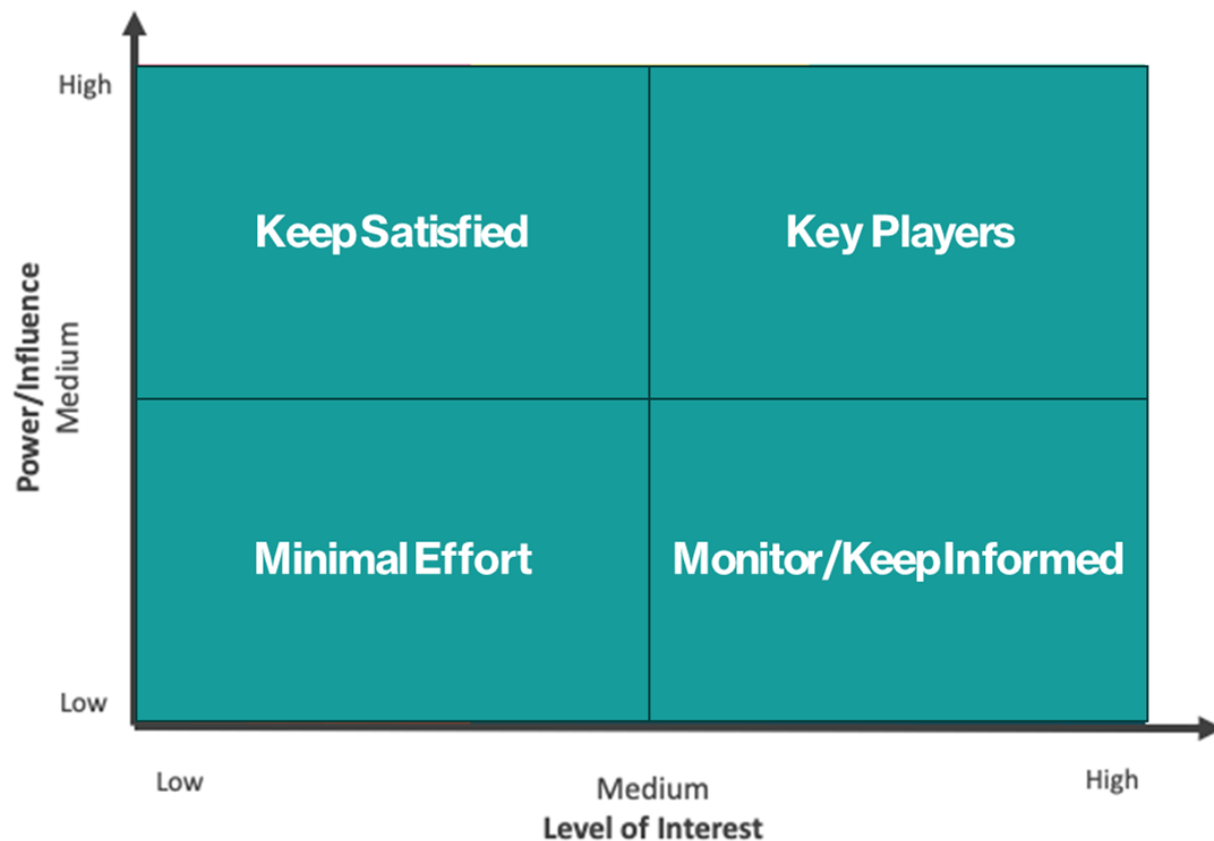 High
Keep Satisfied
Key Players
Power/Influence
Medium
Minimal Effort
Monitor/Keep Informed
Low
Low
Medium
High
Level of Interest